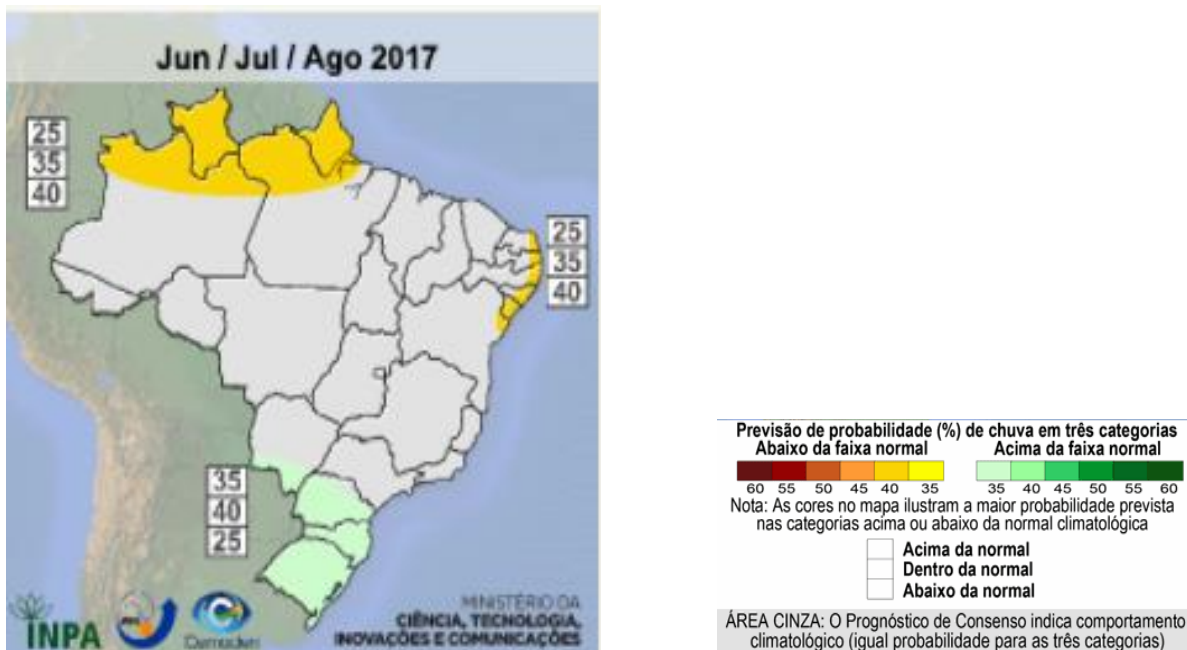 Jun / Jul / Ago 2017
25
35
40
25
35
40
35
40
25
INPA
Cemaden
MINISTÉRIO DA
CIÊNCIA, TECNOLOGIA,
INOVAÇÕES E COMUNICAÇÕES
Previsão de probabilidade (%) de chuva em três categorias
Abaixo da faixa normal Acima da faixa normal
60 55 50 45 40 35 35 40 45 50 55 60
Nota: As cores no mapa ilustram a maior probabilidade prevista
nas categorias acima ou abaixo da normal climatológica
Acima da normal
Dentro da normal
Abaixo da normal
ÁREA CINZA: O Prognóstico de Consenso indica comportamento
climatológico (igual probabilidade para as três categorias)